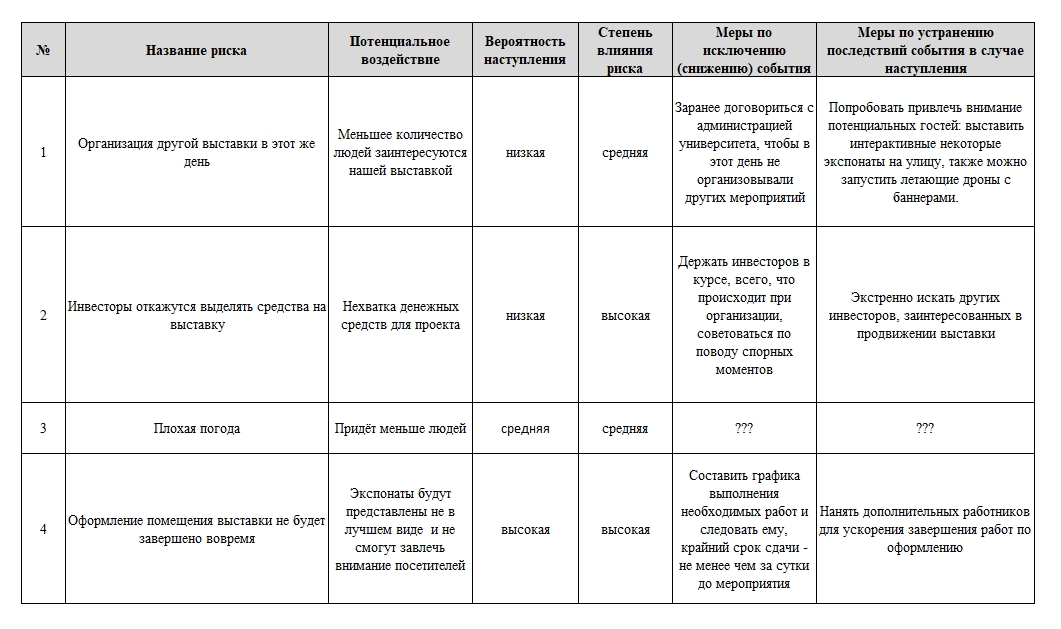 №
Название риска
Потенциальное
воздействие
Вероятность
наступления
Степень
влияния
риска
Меры по
исключению
(снижению) события
Меры по устранению
последствий события в случае
наступления
1
Организация другой выставки в этот же
день
Меньшее количество
людей заинтересуются
нашей выставкой
низкая
средняя
Заранее договориться с
администрацией
университета, чтобы в
этот день не
организовывали
других мероприятий
Попробовать привлечь внимание
потенциальных гостей: выставить
интерактивные некоторые
экспонаты на улицу, также можно
запустить летающие дроны с
баннерами.
2
Инвесторы откажутся выделять средства на
выставку
Нехватка денежных
средств для проекта
низкая
высокая
Держать инвесторов в
курсе, всего, что
происходит при
организации,
советоваться по
поводу спорных
моментов
Экстренно искать других
инвесторов, заинтересованных в
продвижении выставки
3
Плохая погода
Придёт меньше людей
средняя
средняя
???
???
4
Оформление помещения выставки не будет
завершено вовремя
Экспонаты будут
представлены не в
лучшем виде и не
смогут завлечь
внимание посетителей
высокая
высокая
Составить графика
выполнения
необходимых работ и
следовать ему,
крайний срок сдачи -
не менее чем за сутки
до мероприятия
Нанять дополнительных работников
для ускорения завершения работ по
оформлению